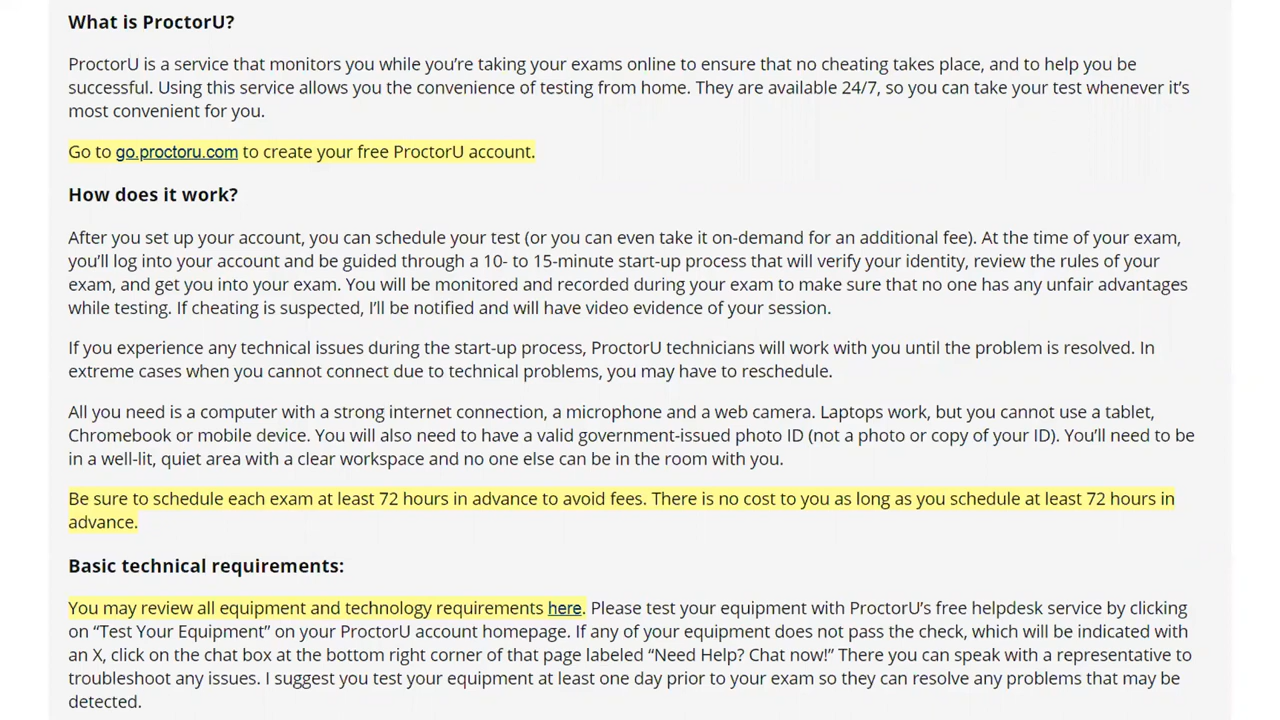 What is ProctorU?
ProctorU is a service that monitors you while you’re taking your exams online to ensure that no cheating takes place, and to help you be
successful. Using this service allows you the convenience of testing from home. They are available 24/7, so you can take your test whenever it’s
most convenient for you.
Go to go.proctoru.com to create your free ProctorU account.
How does it work?
After you set up your account, you can schedule your test (or you can even take it on-demand for an additional fee). At the time of your exam,
you’ll log into your account and be guided through a 10- to 15-minute start-up process that will verify your identity, review the rules of your
exam, and get you into your exam. You will be monitored and recorded during your exam to make sure that no one has any unfair advantages
while testing. If cheating is suspected, I’ll be notified and will have video evidence of your session.
If you experience any technical issues during the start-up process, ProctorU technicians will work with you until the problem is resolved. In
extreme cases when you cannot connect due to technical problems, you may have to reschedule.
All you need is a computer with a strong internet connection, a microphone and a web camera. Laptops work, but you cannot use a tablet,
Chromebook or mobile device. You will also need to have a valid government-issued photo ID (not a photo or copy of your ID). You’ll need to be
in a well-lit, quiet area with a clear workspace and no one else can be in the room with you.
Be sure to schedule each exam at least 72 hours in advance to avoid fees. There is no cost to you as long as you schedule at least 72 hours in
advance.
Basic technical requirements:
You may review all equipment and technology requirements here. Please test your equipment with ProctorU’s free helpdesk service by clicking
on “Test Your Equipment” on your ProctorU account homepage. If any of your equipment does not pass the check, which will be indicated with
an X, click on the chat box at the bottom right corner of that page labeled “Need Help? Chat now!” There you can speak with a representative to
troubleshoot any issues. I suggest you test your equipment at least one day prior to your exam so they can resolve any problems that may be
detected.